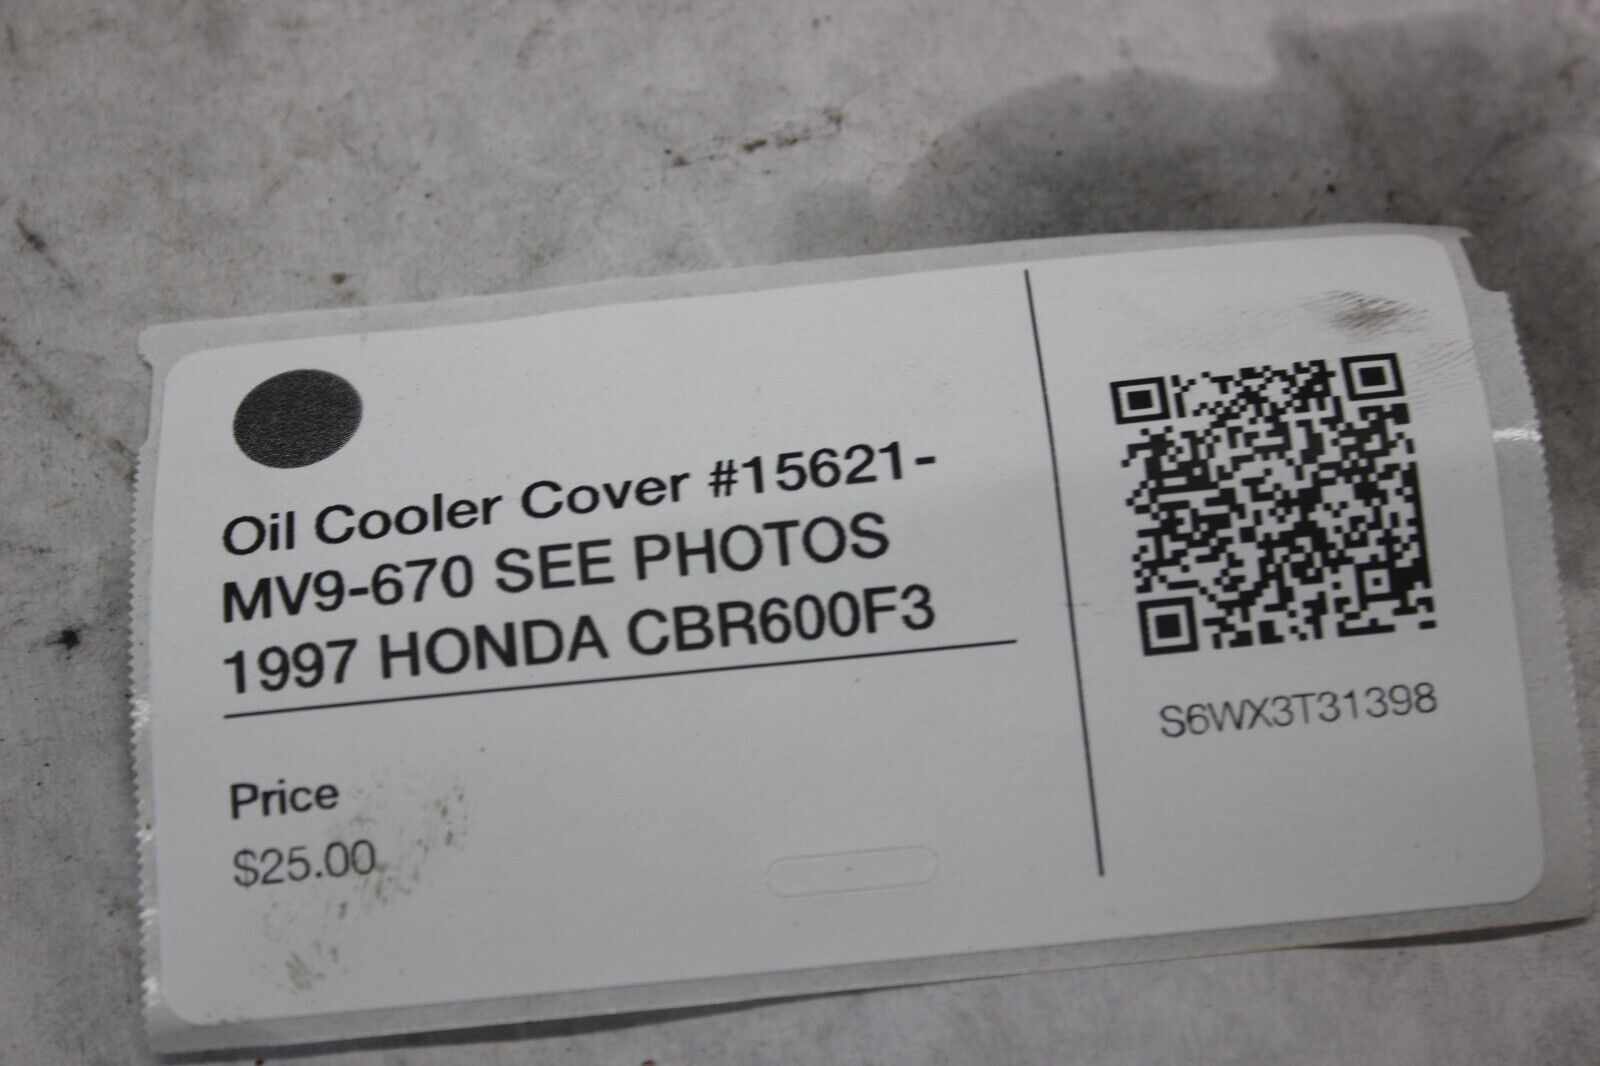 Oil Cooler Cover #15621-
MV9-670 SEE PHOTOS
1997 HONDA CBR600F3
Price
$25.00
S6WX3T31398